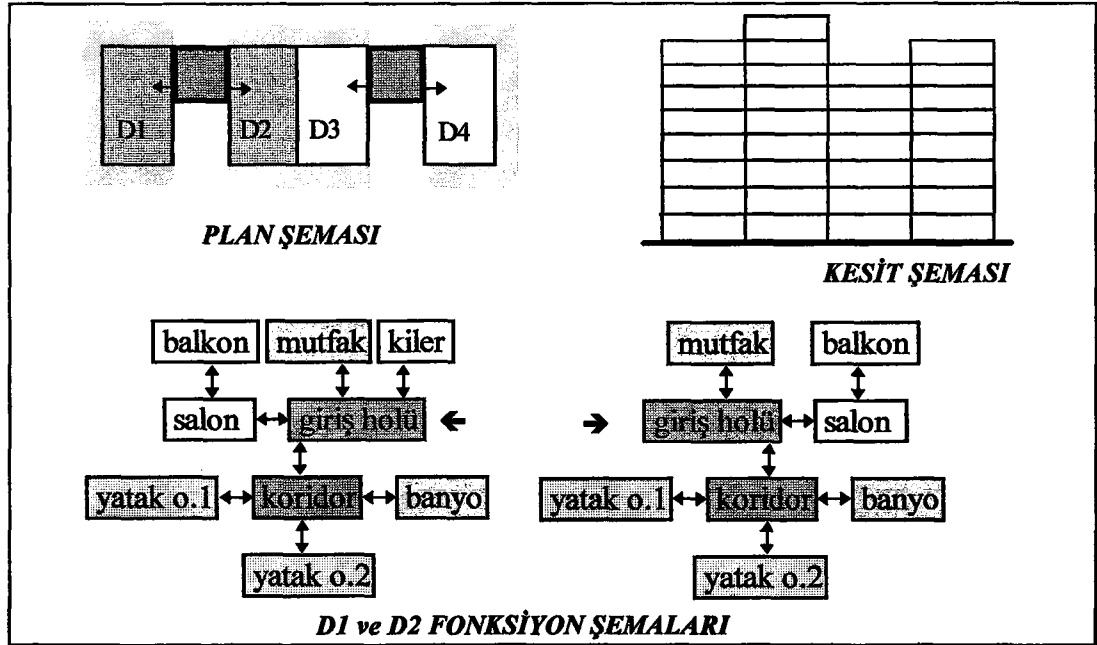 D1 D2 D3 D4
PLAN ŞEMASI
KESİT ŞEMASI
balkon mutfak kiler
salon giriş holü
yatak o.1 koridor banyo
yatak o.2
mutfak balkon
giriş holü salon
yatak o.1 koridor banyo
yatak o.2
D1 ve D2 FONKSİYON ŞEMALARI